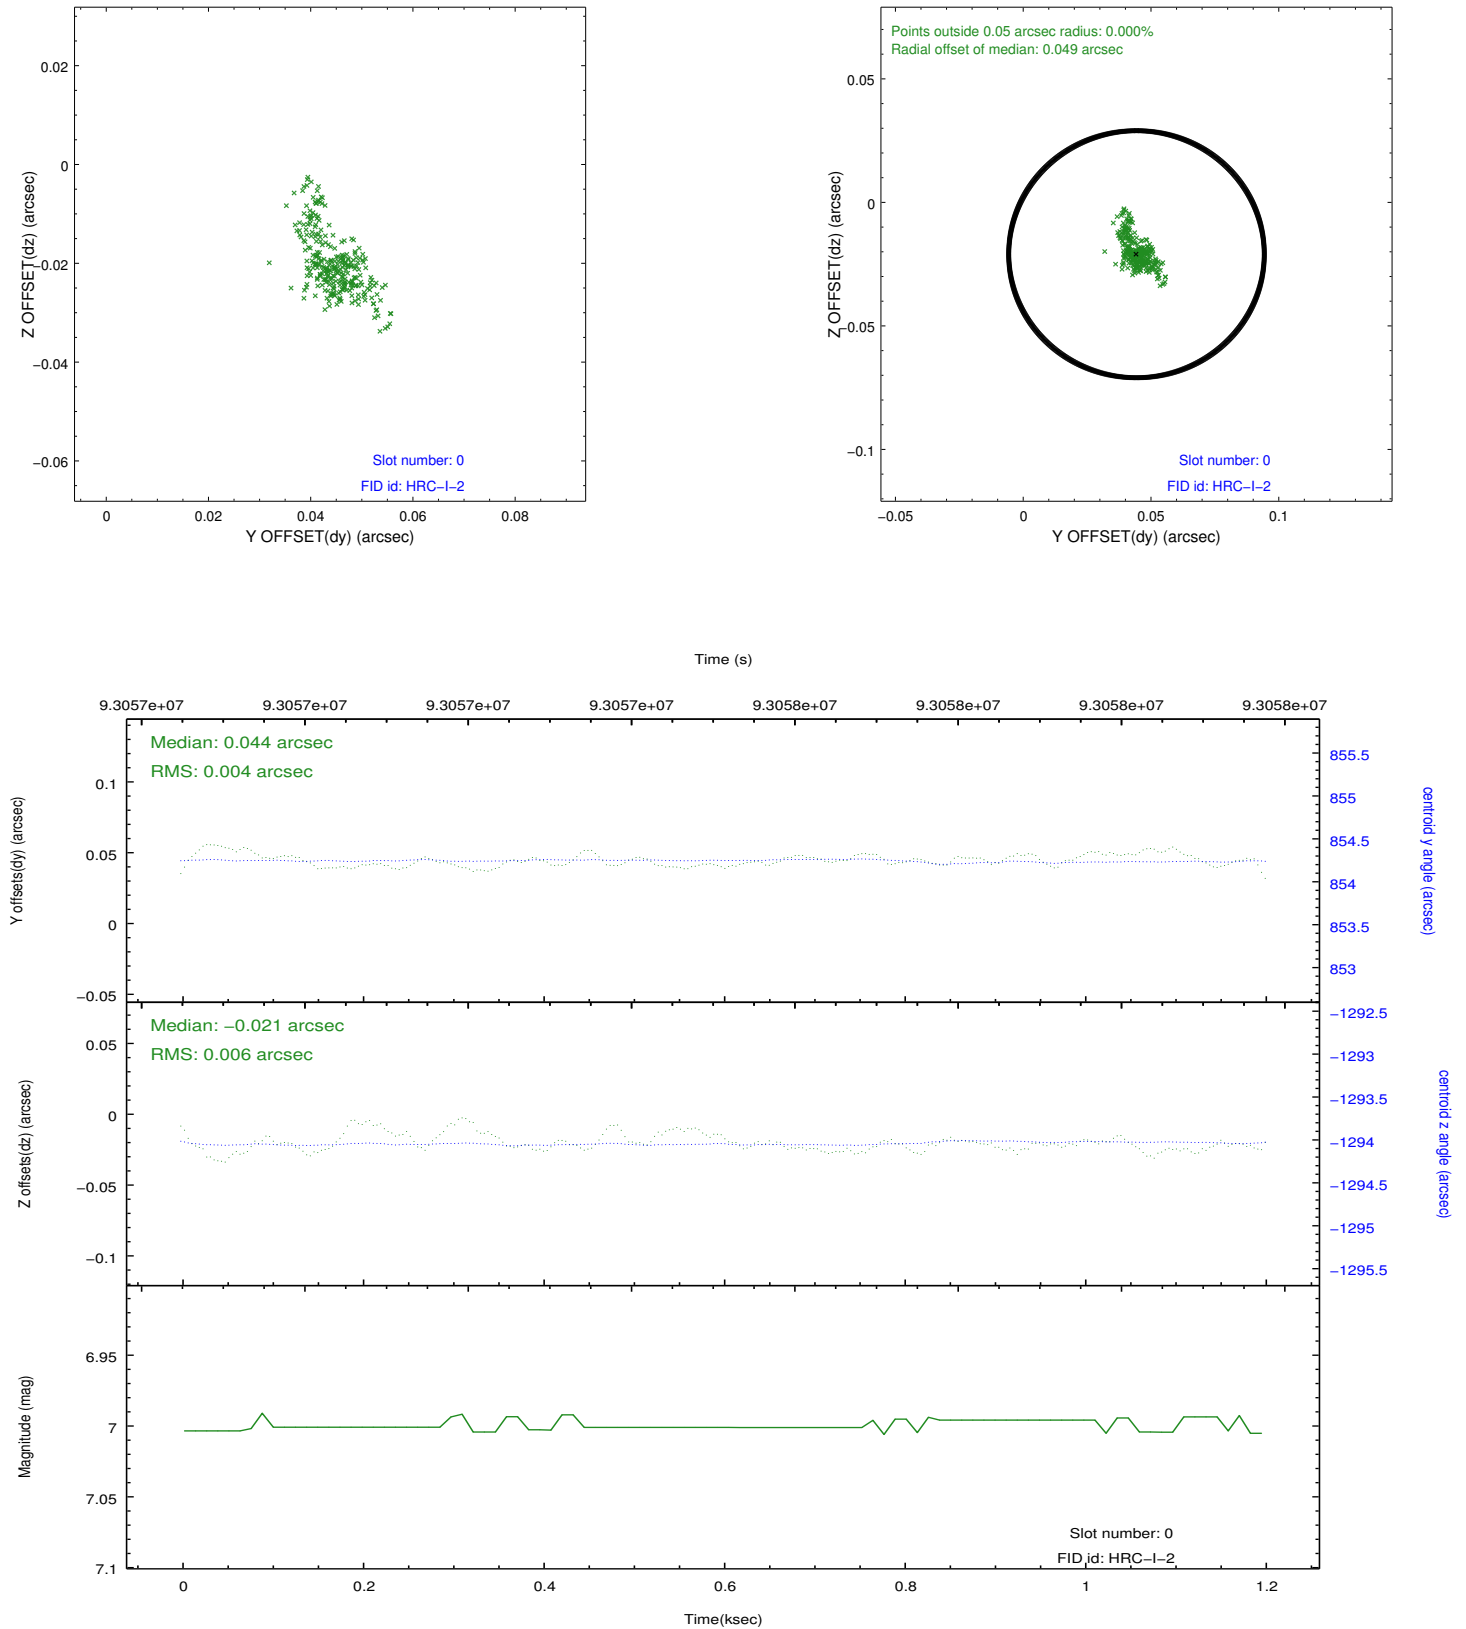 0.02
0
−0.02
−0.04
−0.06
Z OFFSET(dz) (arcsec)
Slot number: 0
FID id: HRC−I−2
0 0.02 0.04 0.06 0.08
Y OFFSET(dy) (arcsec)
Points outside 0.05 arcsec radius: 0.000%
Radial offset of median: 0.049 arcsec
0.05
0
−0.05
−0.1
Z OFFSET(dz) (arcsec)
Slot number: 0
FID id: HRC−I−2
−0.05 0 0.05 0.1
Y OFFSET(dy) (arcsec)
Time (s)
9.3057e+07 9.3057e+07 9.3057e+07 9.3057e+07 9.3058e+07 9.3058e+07 9.3058e+07 9.3058e+07
Median: 0.044 arcsec
RMS: 0.004 arcsec
0.1
0.05
0
−0.05
Y offsets(dy) (arcsec)
855.5
855
854.5
854
853.5
853
centroid y angle (arcsec)
Median: −0.021 arcsec
RMS: 0.006 arcsec
0.05
0
−0.05
−0.1
Z offsets(dz) (arcsec)
−1292.5
−1293
−1293.5
−1294
−1294.5
−1295
−1295.5
centroid z angle (arcsec)
6.95
7
7.05
7.1
Magnitude (mag)
Slot number: 0
FID id: HRC−I−2
0 0.2 0.4 0.6 0.8 1 1.2
Time(ksec)